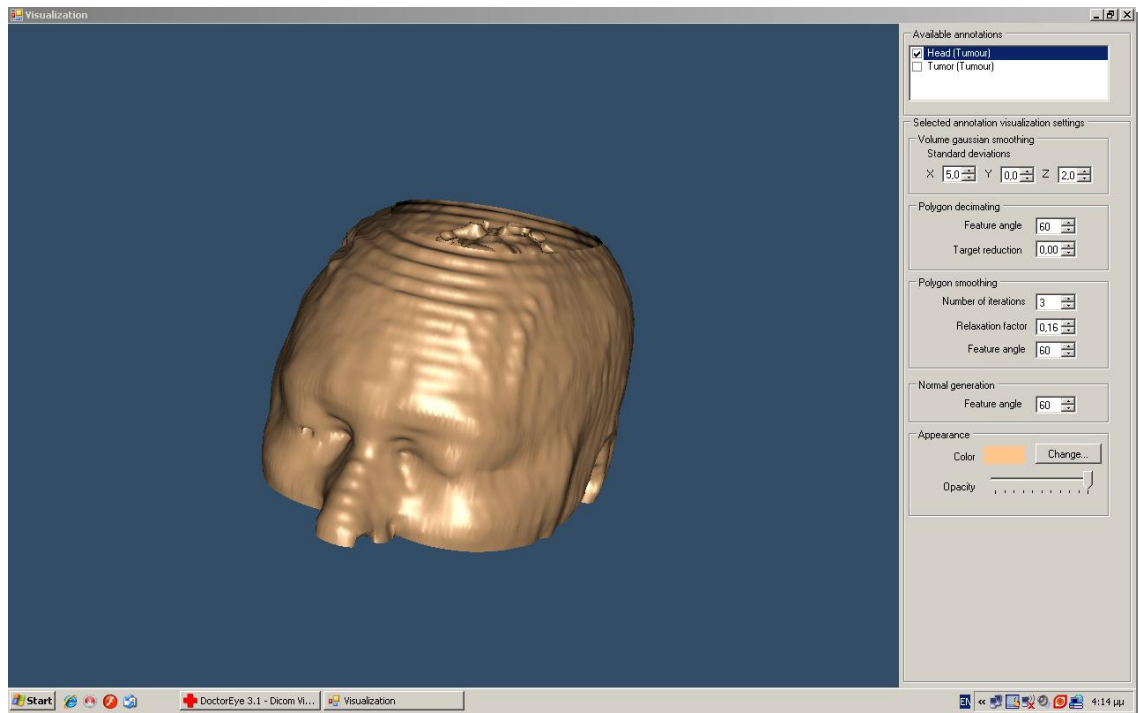 Visualization
Available annotations
Head (Tumour)
Tumor (Tumour)
Selected annotation visualization settings
Volume gaussian smoothing
Standard deviations
X 5,0 Y 0,0 Z 2,0
Polygon decimating
Feature angle 60
Target reduction 0,00
Polygon smoothing
Number of iterations 3
Relaxation factor 0,16
Feature angle 60
Normal generation
Feature angle 60
Appearance
Color Change...
Opacity
Start DoctorEye 3.1 - Dicom Vi... Visualization EN « 4:14 μμ